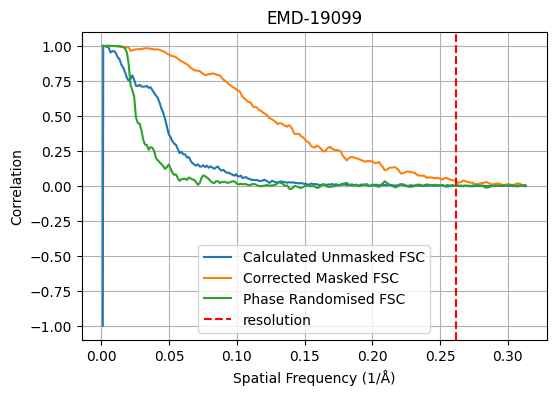 EMD-19099
1.00
0.75
0.50
0.25
0.00
−0.25
−0.50
−0.75
−1.00
Correlation
Calculated Unmasked FSC
Corrected Masked FSC
Phase Randomised FSC
resolution
0.00 0.05 0.10 0.15 0.20 0.25 0.30
Spatial Frequency (1/Å)